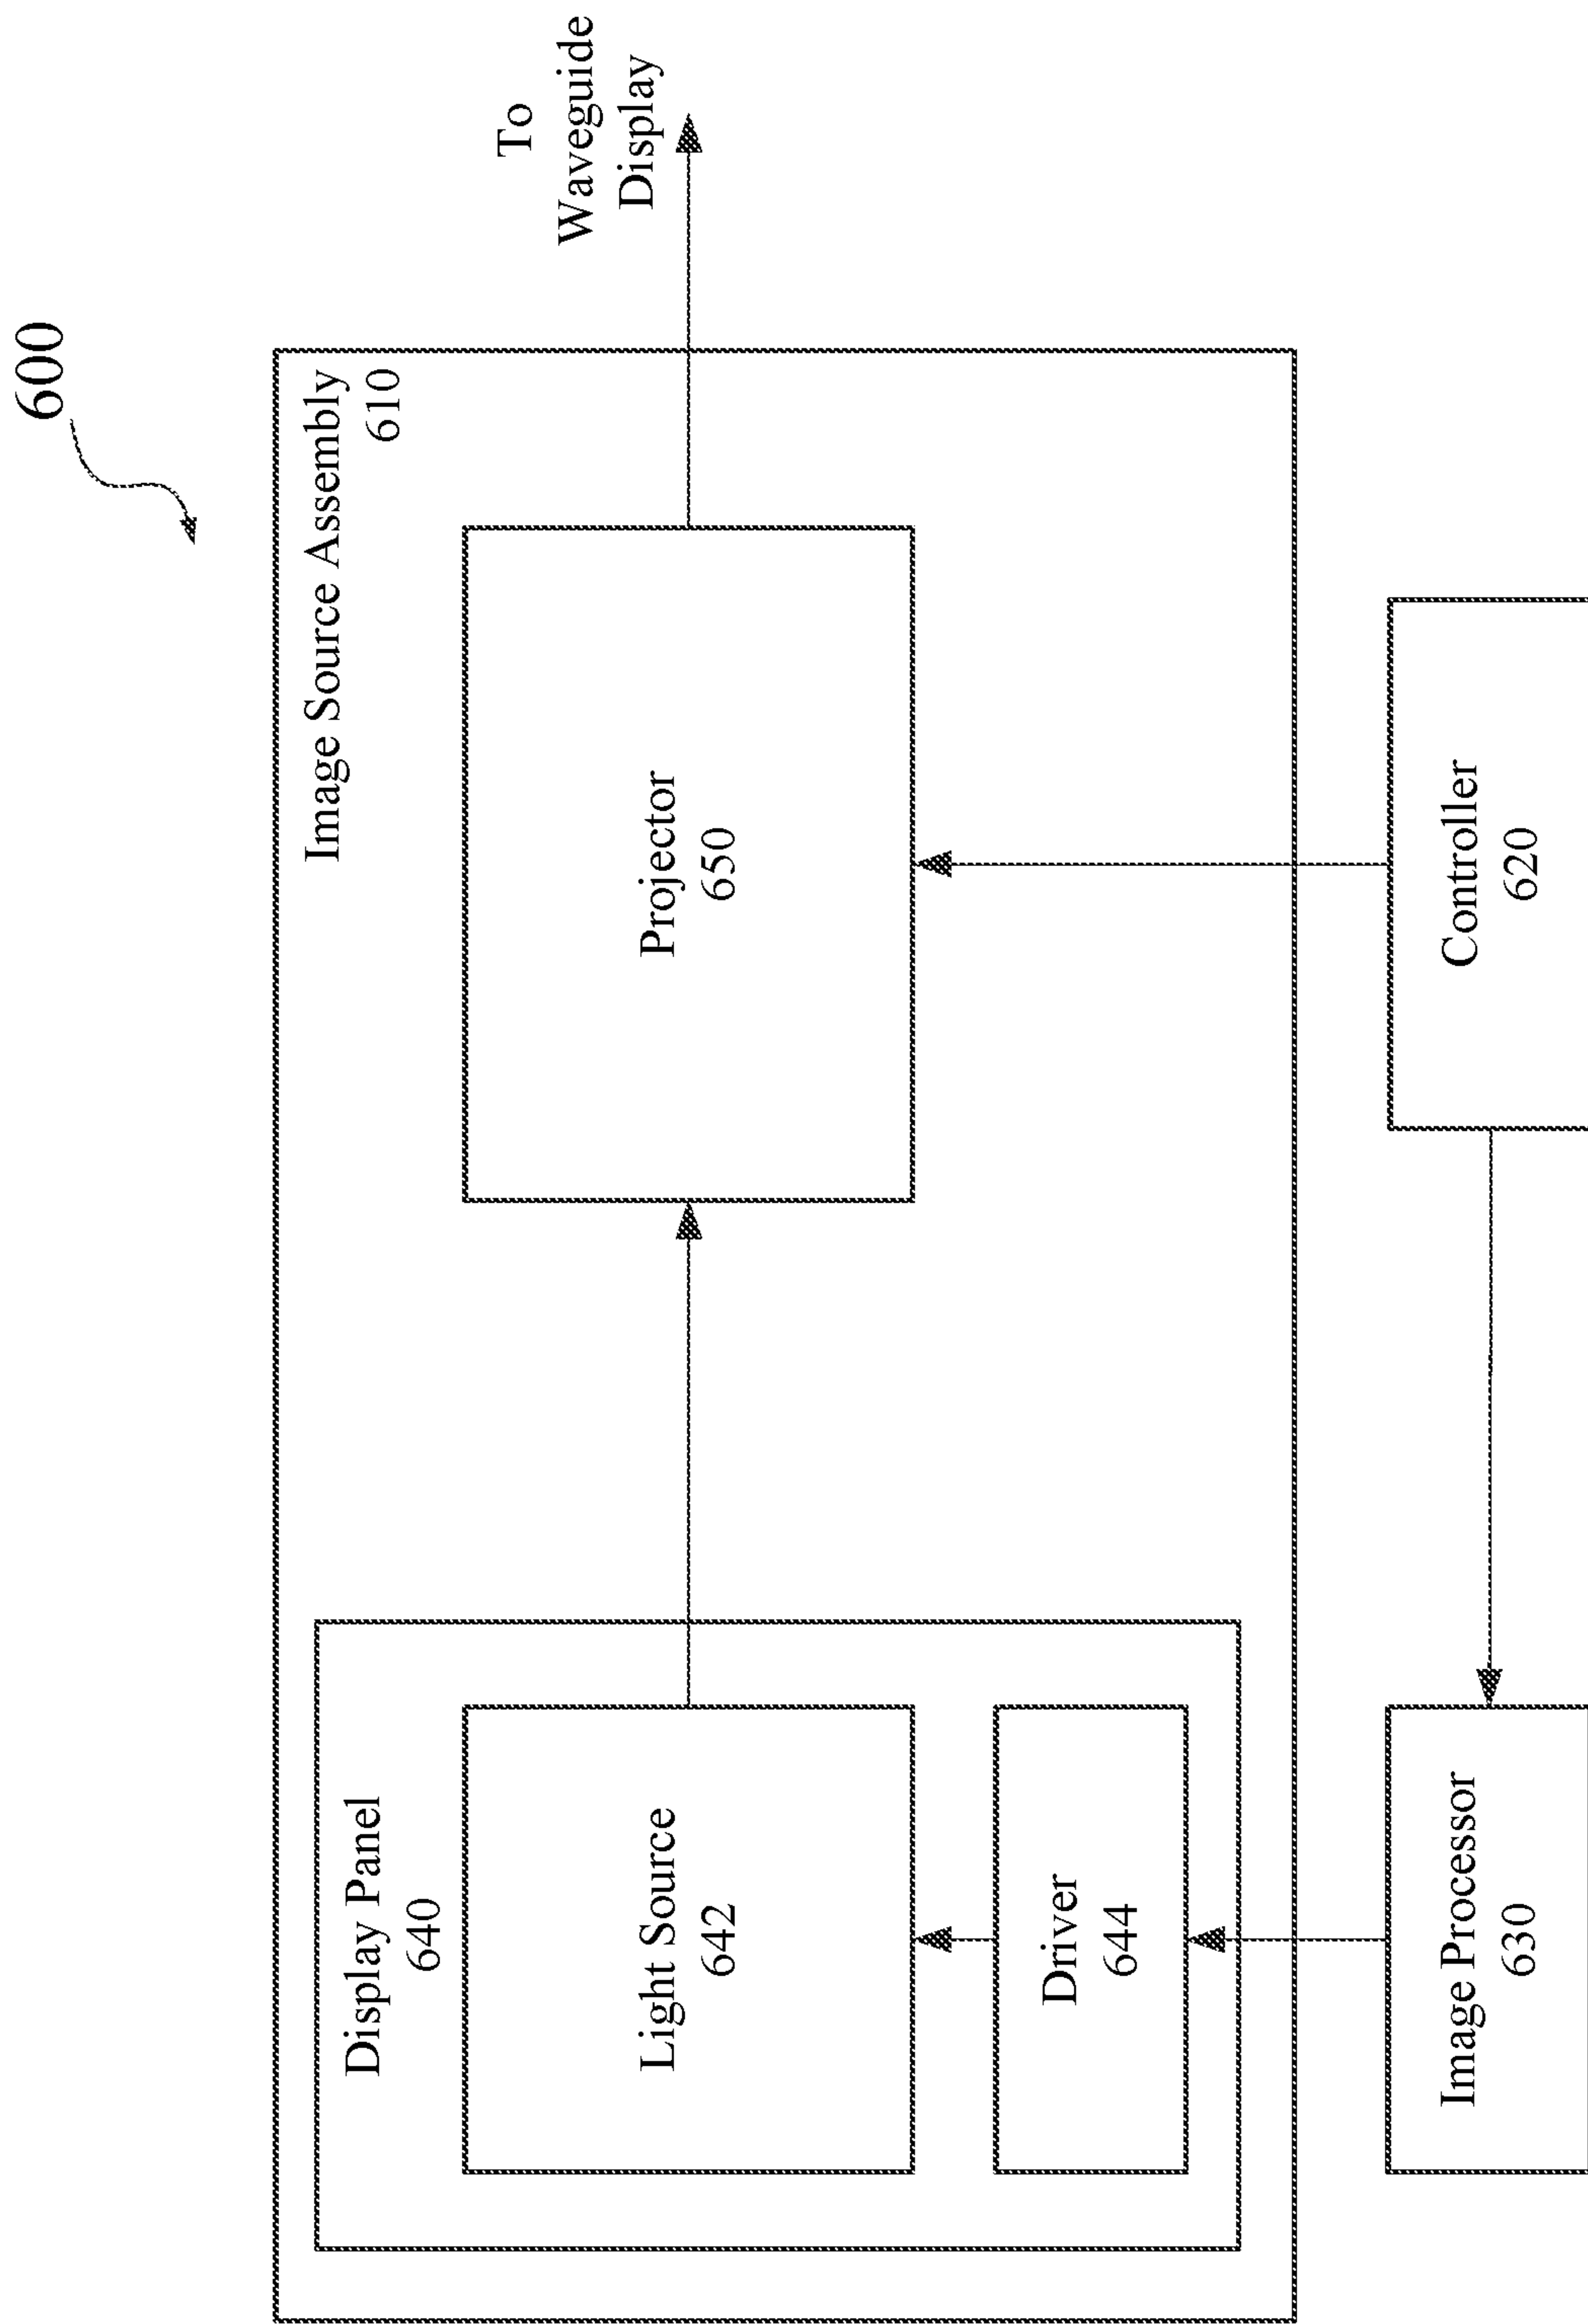 600
To
Waveguide
Display
Image Source Assembly
610
Display Panel
640
Light Source
642
Projector
650
Driver
644
Image Processor
630
Controller
620